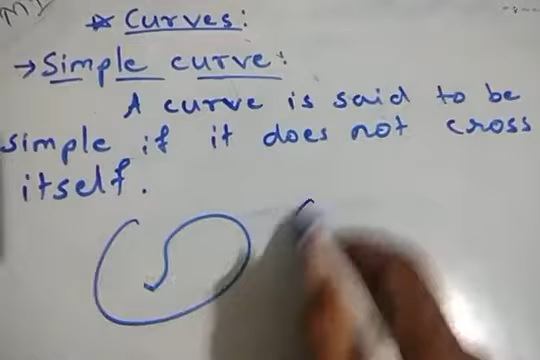 * Curves:
→ Simple curve:
A curve is said to be
simple if it does not cross
itself.